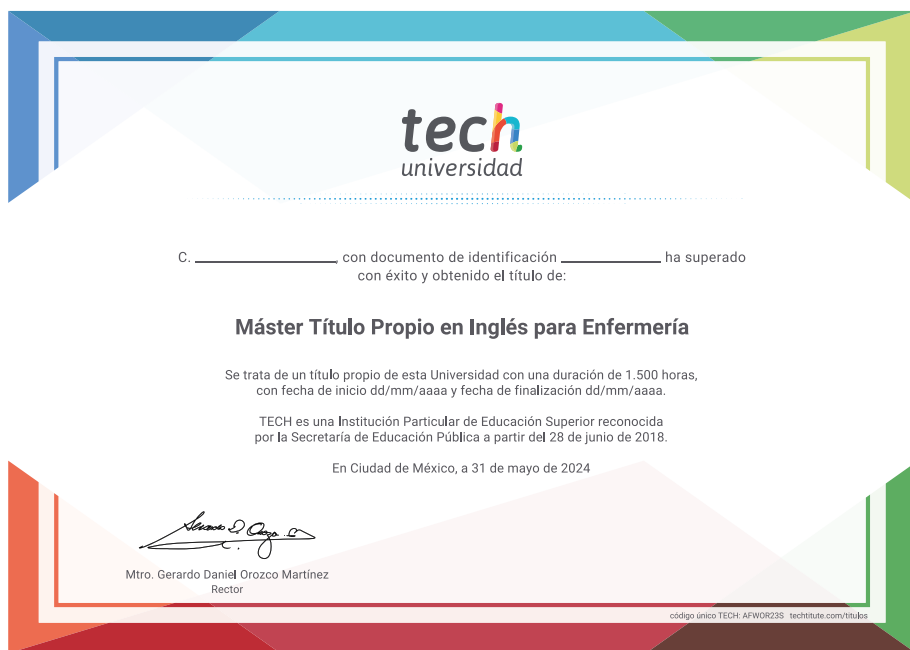 tech
universidad
C. ____________, con documento de identificación ____________ ha superado
con éxito y obtenido el título de:
Máster Título Propio en Inglés para Enfermería
Se trata de un título propio de esta Universidad con una duración de 1.500 horas,
con fecha de inicio dd/mm/aaaa y fecha de finalización dd/mm/aaaa.
TECH es una Institución Particular de Educación Superior reconocida
por la Secretaría de Educación Pública a partir del 28 de junio de 2018.
En Ciudad de México, a 31 de mayo de 2024
Mtro. Gerardo Daniel Orozco Martínez
Rector
código único TECH: AFWOR23S techtitute.com/titulos